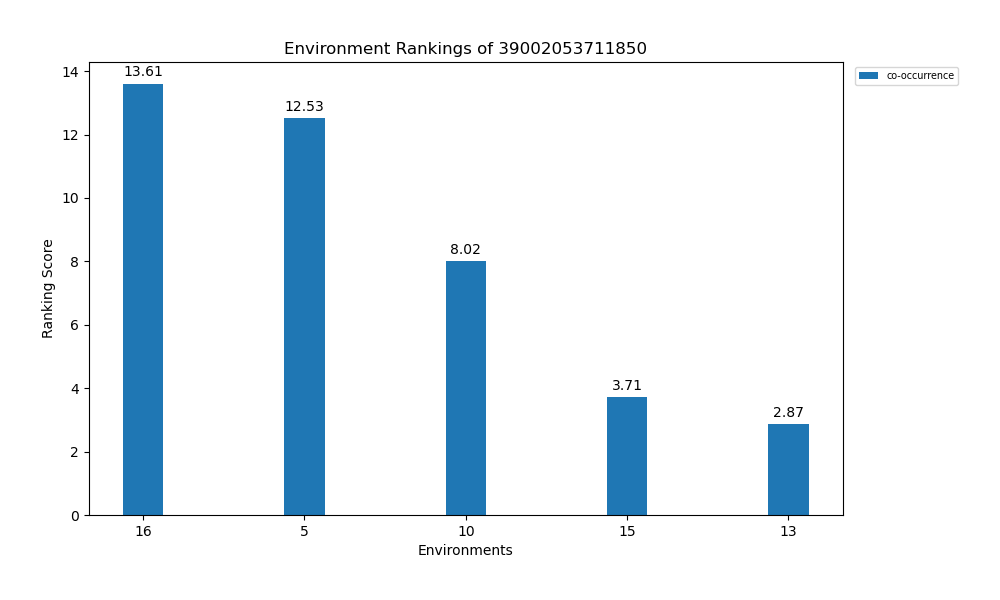 Environment Rankings of 39002053711850
co-occurrence
Ranking Score
14
12
10
8
6
4
2
0
13.61
12.53
8.02
3.71
2.87
16 5 10 15 13
Environments